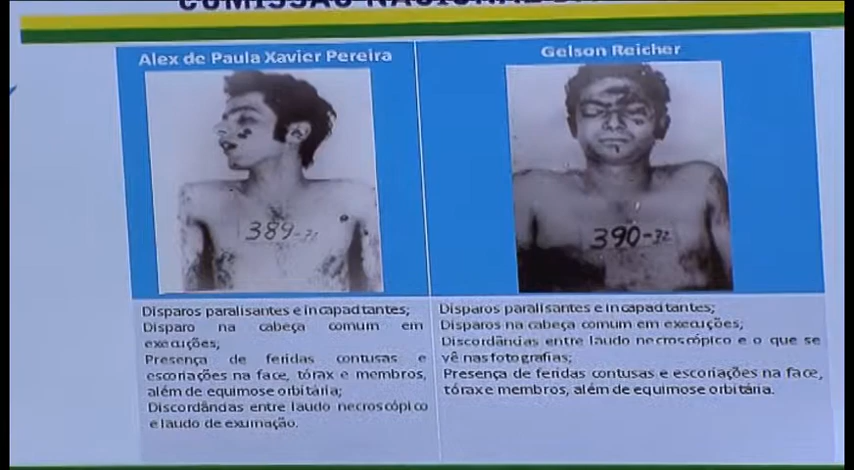 COMISSÃO NACIONAL
Alex de Paula Xavier Pereira
389-72
Disparos paralisantes e incapacitantes;
Disparo na cabeça comum em
execuções;
Presença de feridas contusas e
escoriações na face, tórax e membros,
além de equimose orbitária;
Discordâncias entre laudo necroscópico
e laudo de exumação.
Gelson Reicher
390-72
Disparos paralisantes e incapacitantes;
Disparos na cabeça comum em execuções;
Discordâncias entre laudo necroscópico e o que se
vê nas fotografias;
Presença de feridas contusas e escoriações na face,
tórax e membros, além de equimose orbitária.